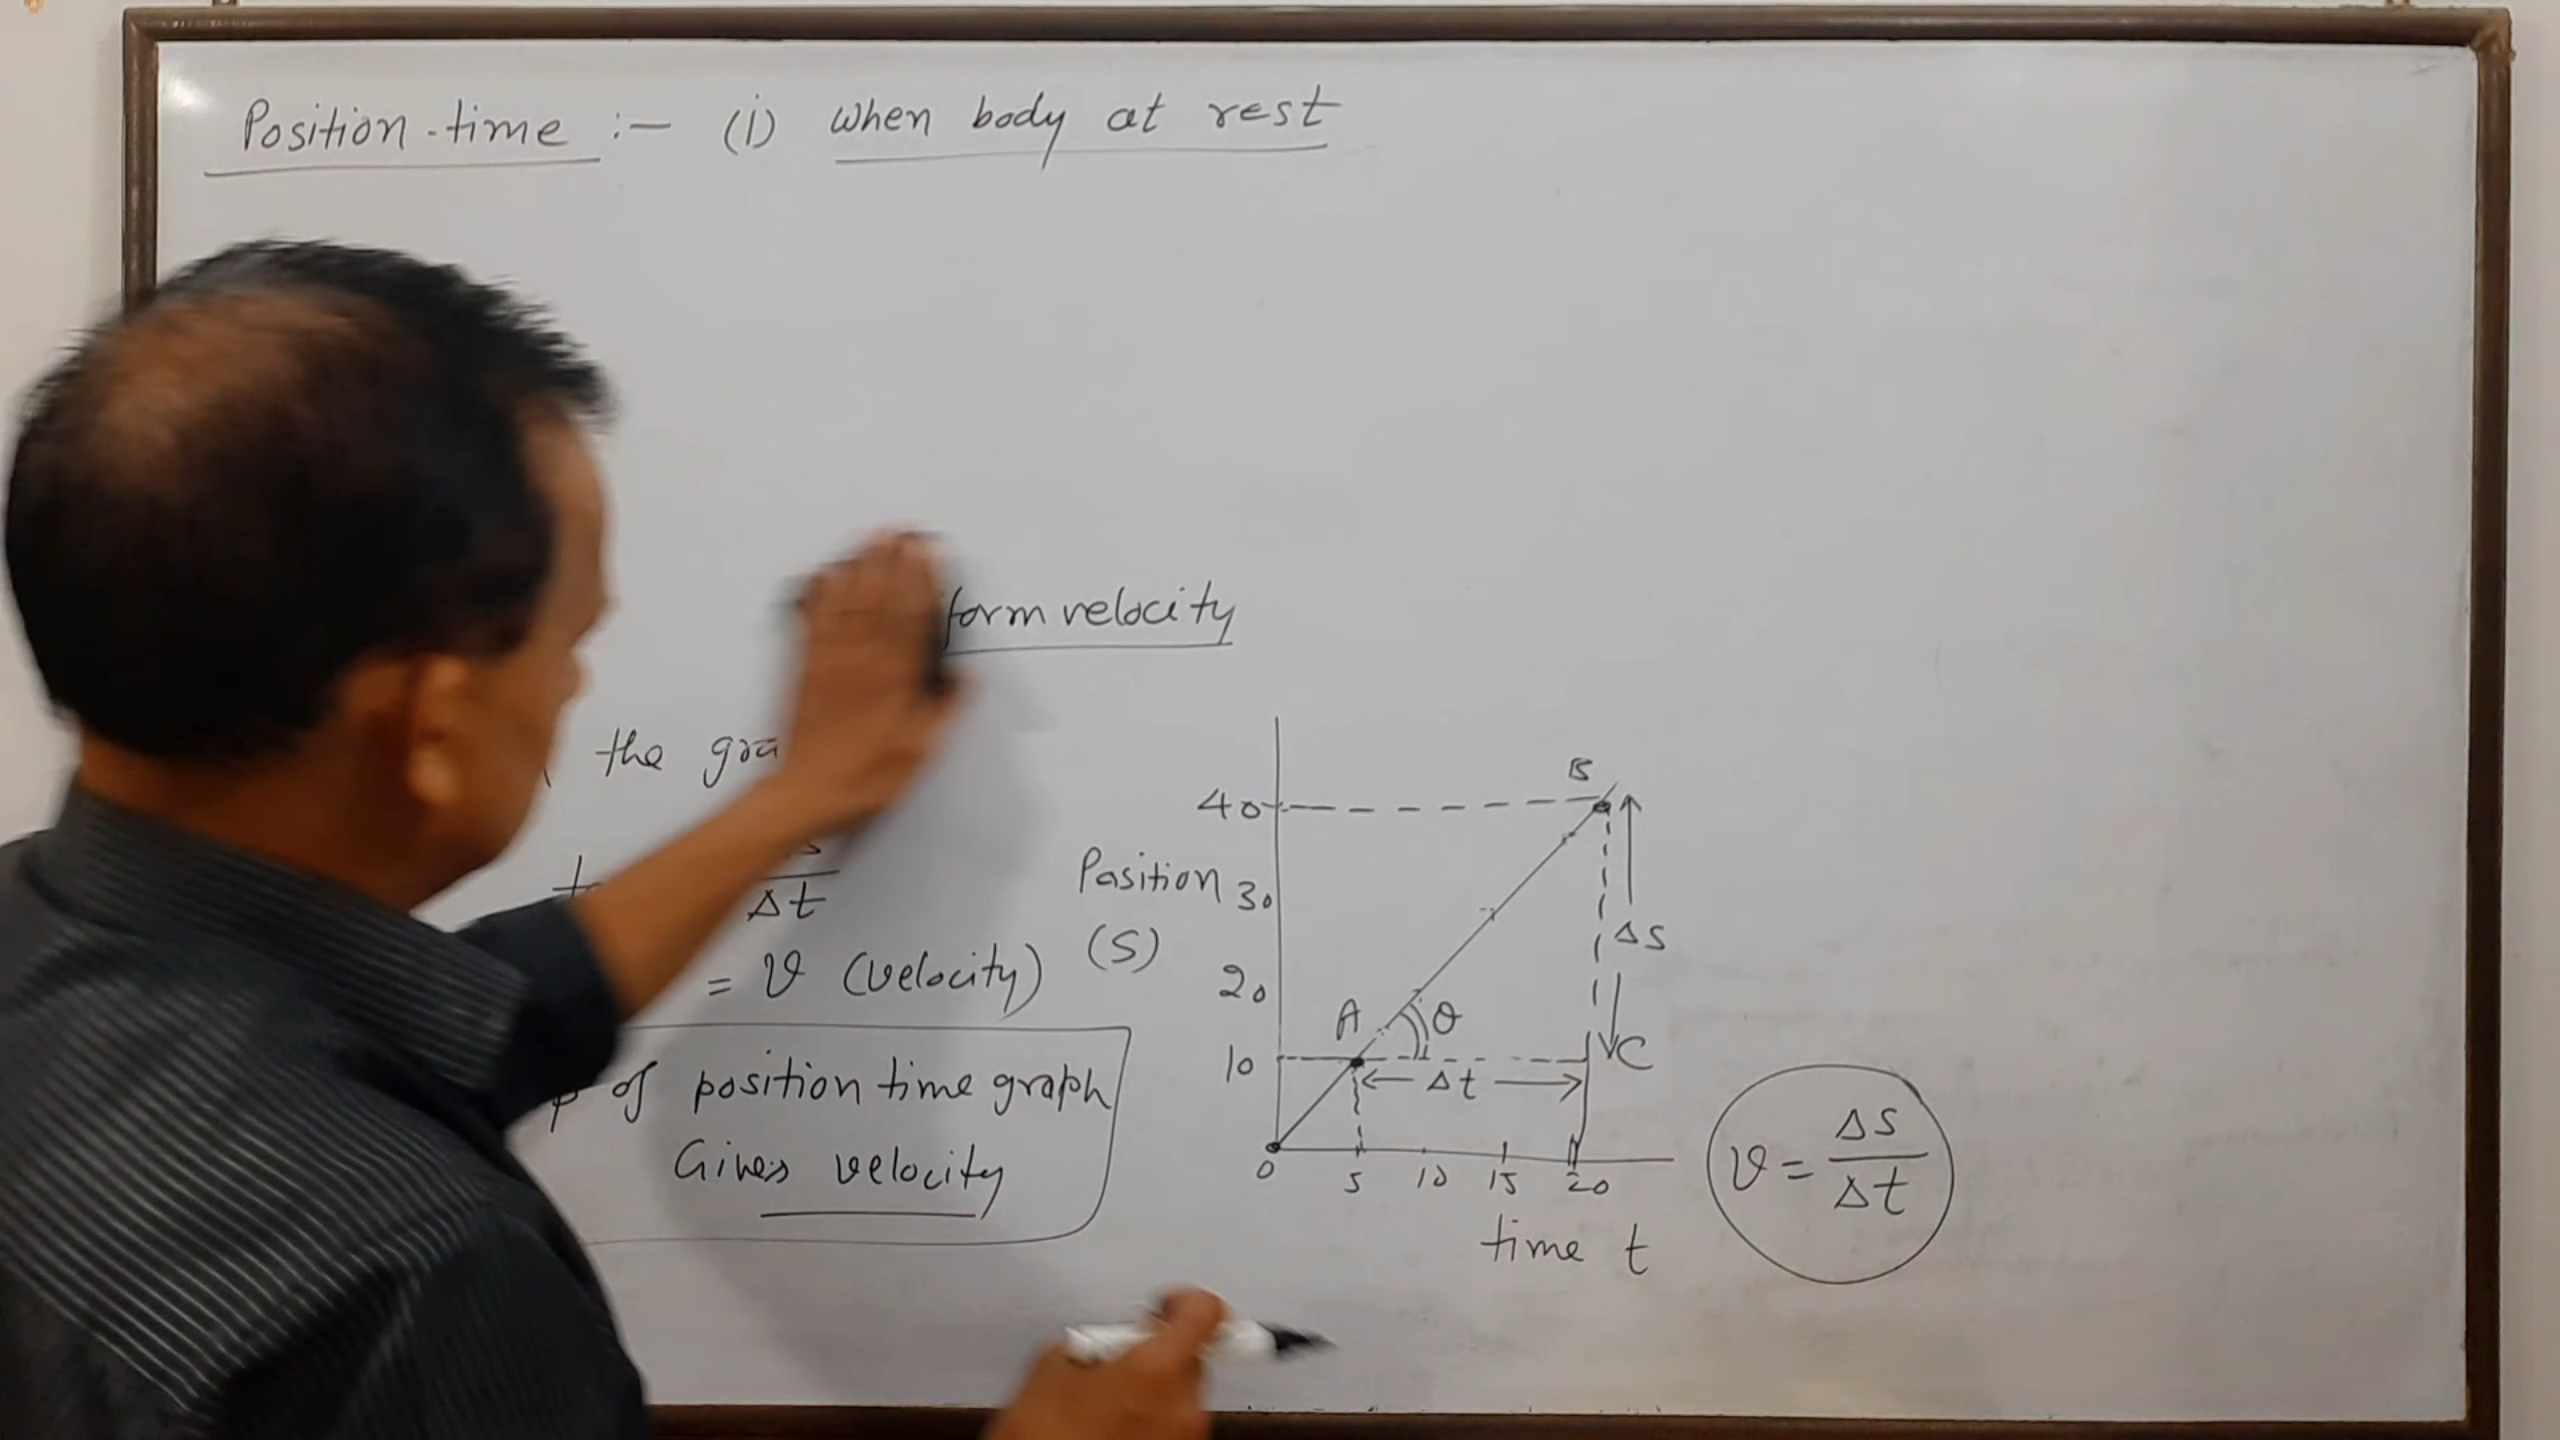 Position-time :- (i) when body at rest
form velocity
the gra
Δt
= v (velocity)
of position time graph
Gives velocity
B
40
Pasition 30
(S)
ΔS
20
A θ
10
C
Δt
0 5 10 15 20
time t
v = ΔS
Δt